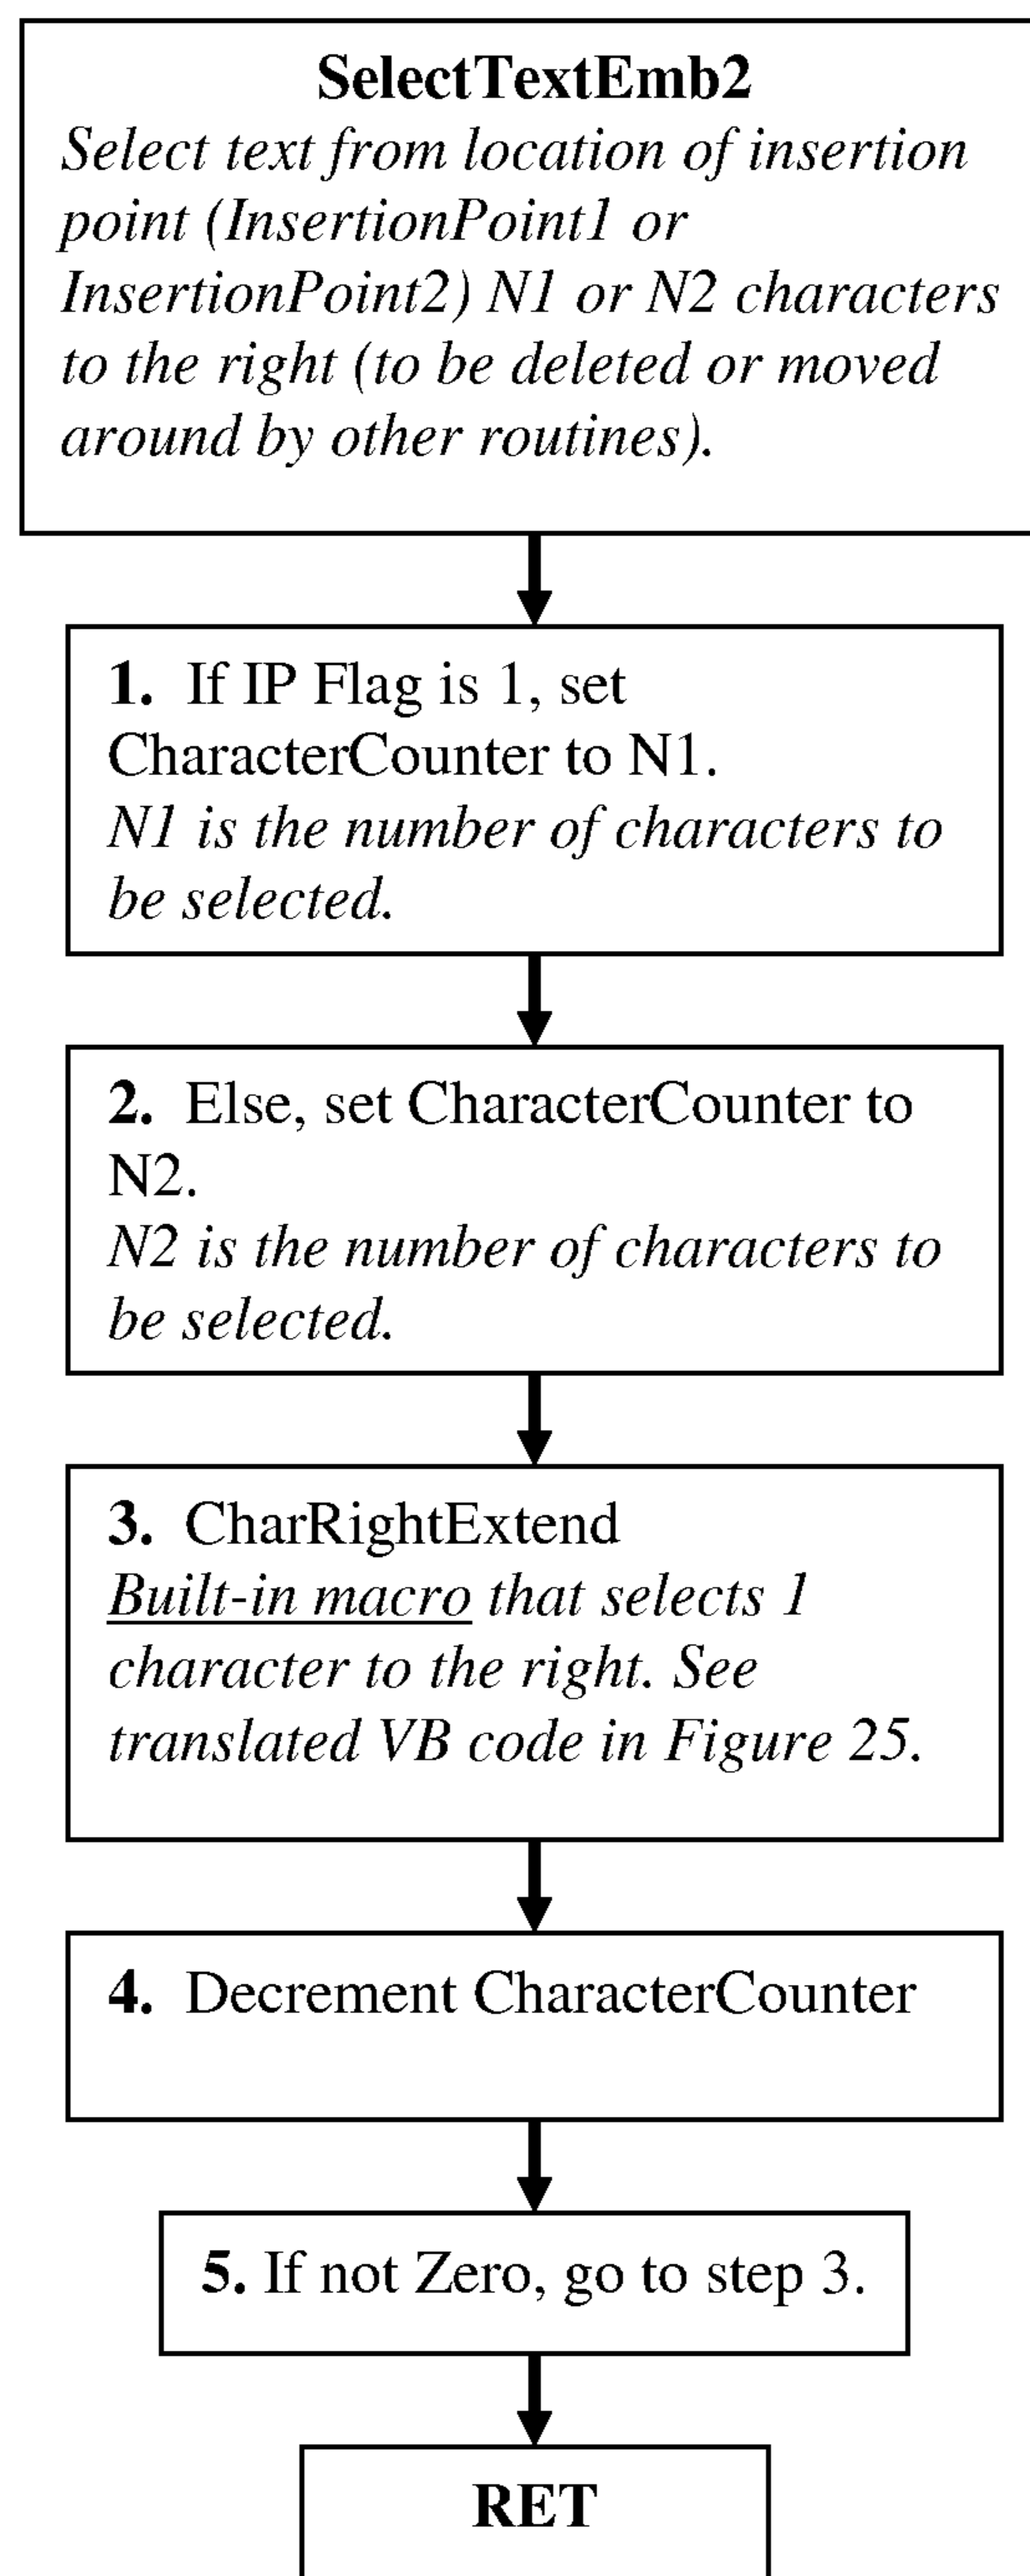 SelectTextEmb2
Select text from location of insertion
point (InsertionPoint1 or
InsertionPoint2) N1 or N2 characters
to the right (to be deleted or moved
around by other routines).
1. If IP Flag is 1, set
CharacterCounter to N1.
N1 is the number of characters to
be selected.
2. Else, set CharacterCounter to
N2.
N2 is the number of characters to
be selected.
3. CharRightExtend
Built-in macro that selects 1
character to the right. See
translated VB code in Figure 25.
4. Decrement CharacterCounter
5. If not Zero, go to step 3.
RET